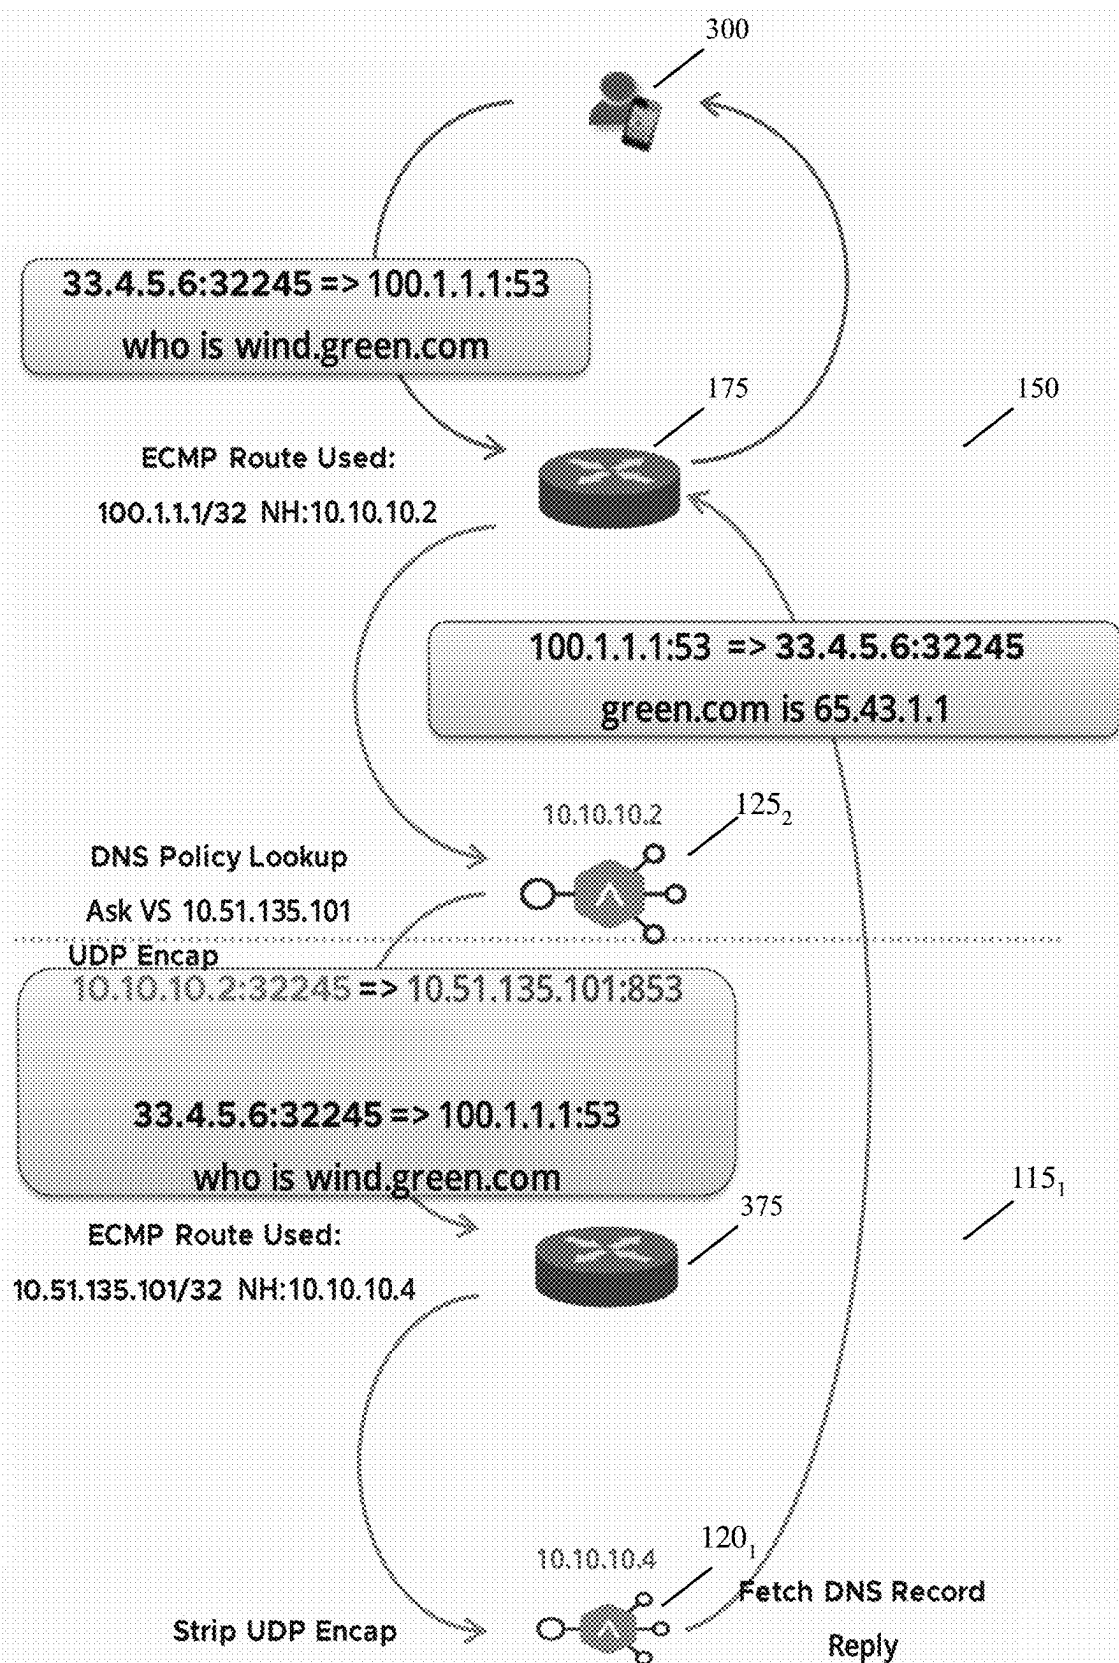 300
33.4.5.6:32245 => 100.1.1.1:53
who is wind.green.com
175
150
ECMP Route Used:
100.1.1.1/32 NH:10.10.10.2
100.1.1.1:53 => 33.4.5.6:32245
green.com is 65.43.1.1
10.10.10.2
125₂
DNS Policy Lookup
Ask VS 10.51.135.101
UDP Encap
10.10.10.2:32245 => 10.51.135.101:853
33.4.5.6:32245 => 100.1.1.1:53
who is wind.green.com
375
115₁
ECMP Route Used:
10.51.135.101/32 NH:10.10.10.4
10.10.10.4
120₁
Fetch DNS Record
Strip UDP Encap
Reply